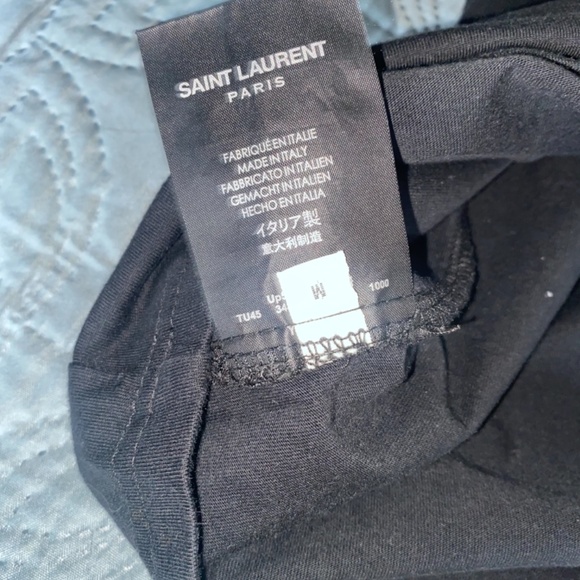 SAINT LAURENT
PARIS
FABRIQUÉ EN ITALIE
MADE IN ITALY
FABBRICATO IN ITALIEN
GEMACHT IN ITALIEN
HECHO EN ITALIA
イタリア製
意大利制造
M
TU45
1000